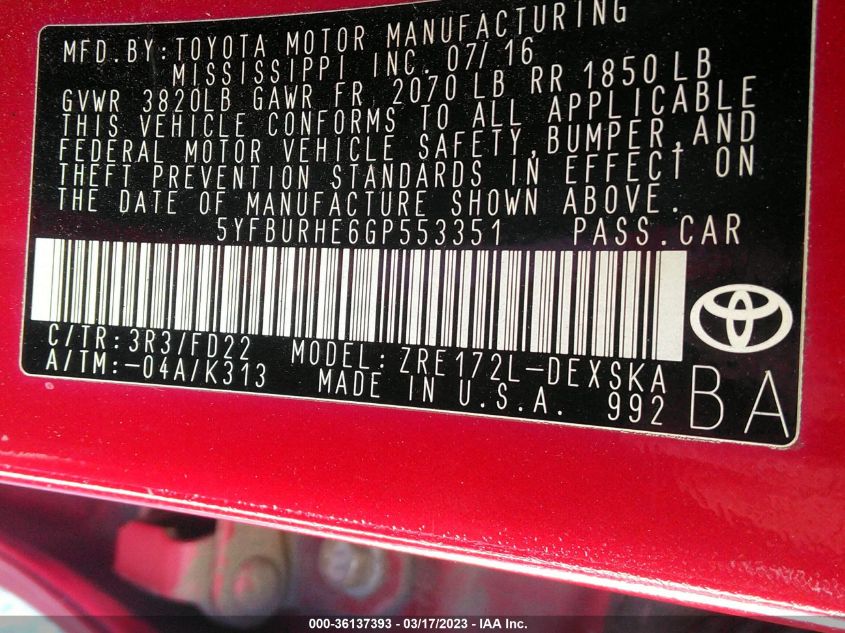 MFD.BY:TOYOTA MOTOR MANUFACTURING
MISSISSIPPI INC. 07/16
GVWR 3820LB GAWR FR 2070 LB RR 1850 LB
THIS VEHICLE CONFORMS TO ALL APPLICABLE
FEDERAL MOTOR VEHICLE SAFETY,BUMPER,AND
THEFT PREVENTION STANDARDS IN EFFECT ON
THE DATE OF MANUFACTURE SHOWN ABOVE.
5YFBURHE6GP553351 PASS.CAR
C/TR:3R3/FD22 MODEL:ZRE172L-DEXSKA
A/TM:-04A/K313 MADE IN U.S.A. 992
BA
000-36137393 - 03/17/2023 - IAA Inc.